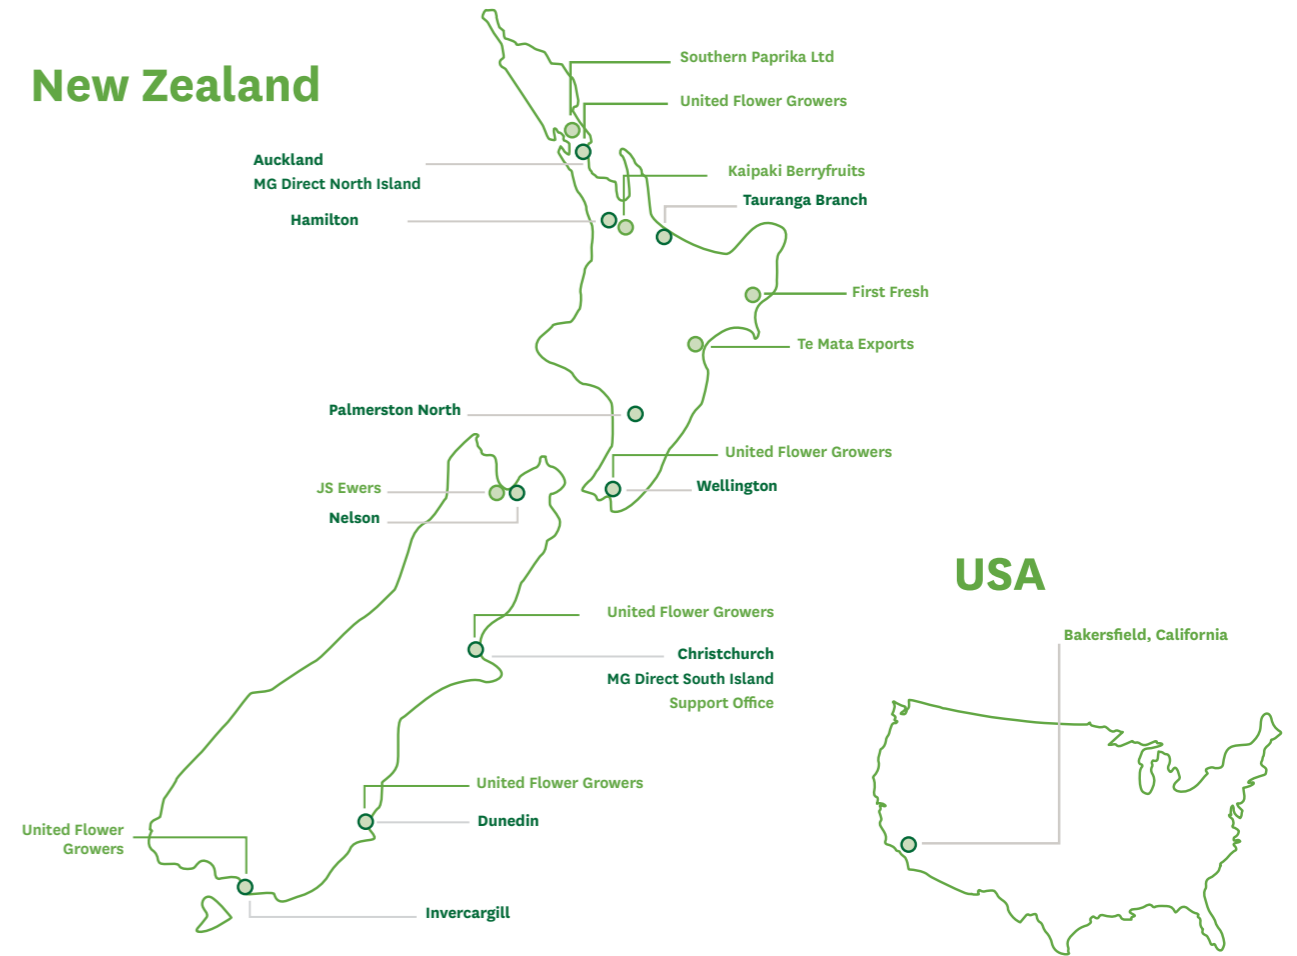 New Zealand
Southern Paprika Ltd
United Flower Growers
Auckland
MG Direct North Island
Kaipaki Berryfruits
Tauranga Branch
Hamilton
First Fresh
Te Mata Exports
Palmerston North
United Flower Growers
Wellington
JS Ewers
Nelson
United Flower Growers
Christchurch
MG Direct South Island
Support Office
United Flower Growers
Dunedin
United Flower
Growers
Invercargill
USA
Bakersfield, California